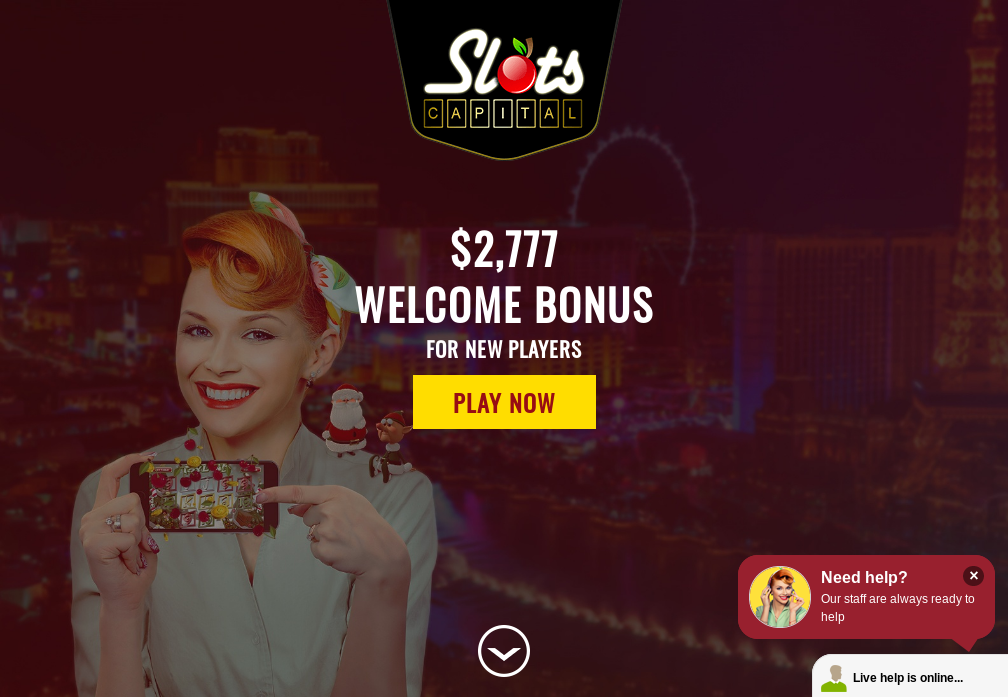 Slots
CAPITAL
$2,777
WELCOME BONUS
FOR NEW PLAYERS
PLAY NOW
Need help?
Our staff are always ready to
help
Live help is online...